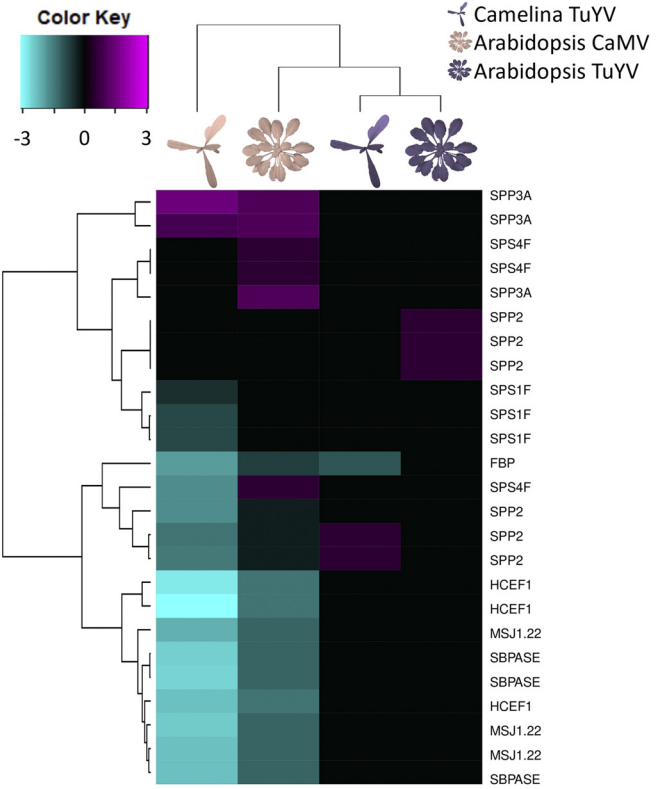 Color Key
-3 0 3
Camelina TuYV
Arabidopsis CaMV
Arabidopsis TuYV
SPP3A
SPP3A
SPS4F
SPS4F
SPP3A
SPP2
SPP2
SPP2
SPS1F
SPS1F
SPS1F
FBP
SPS4F
SPP2
SPP2
SPP2
HCEF1
HCEF1
MSJ1.22
SBPASE
SBPASE
HCEF1
MSJ1.22
MSJ1.22
SBPASE